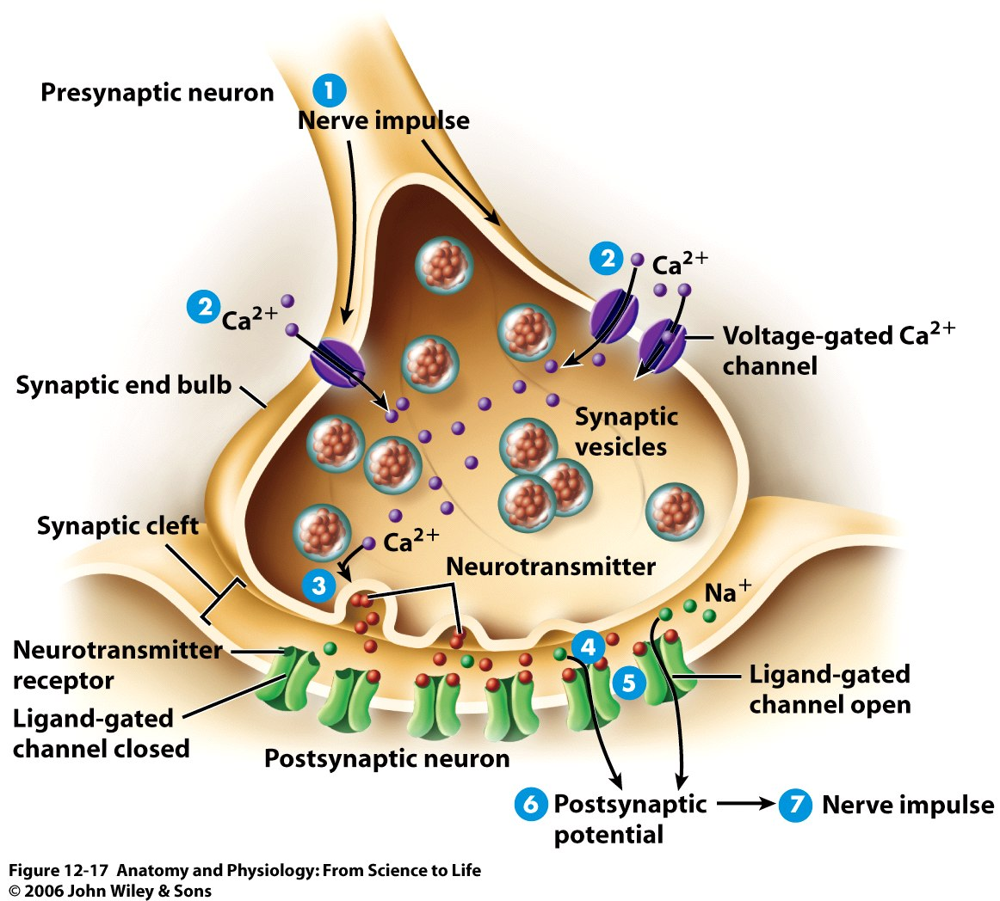 Presynaptic neuron
1
Nerve impulse
2
Ca2+
2
Ca2+
Voltage-gated Ca2+
channel
Synaptic end bulb
Synaptic
vesicles
Synaptic cleft
Ca2+
3
Neurotransmitter
Na+
Neurotransmitter
receptor
4
5
Ligand-gated
channel open
Ligand-gated
channel closed
Postsynaptic neuron
6 Postsynaptic
potential
7 Nerve impulse
Figure 12-17 Anatomy and Physiology: From Science to Life
© 2006 John Wiley & Sons